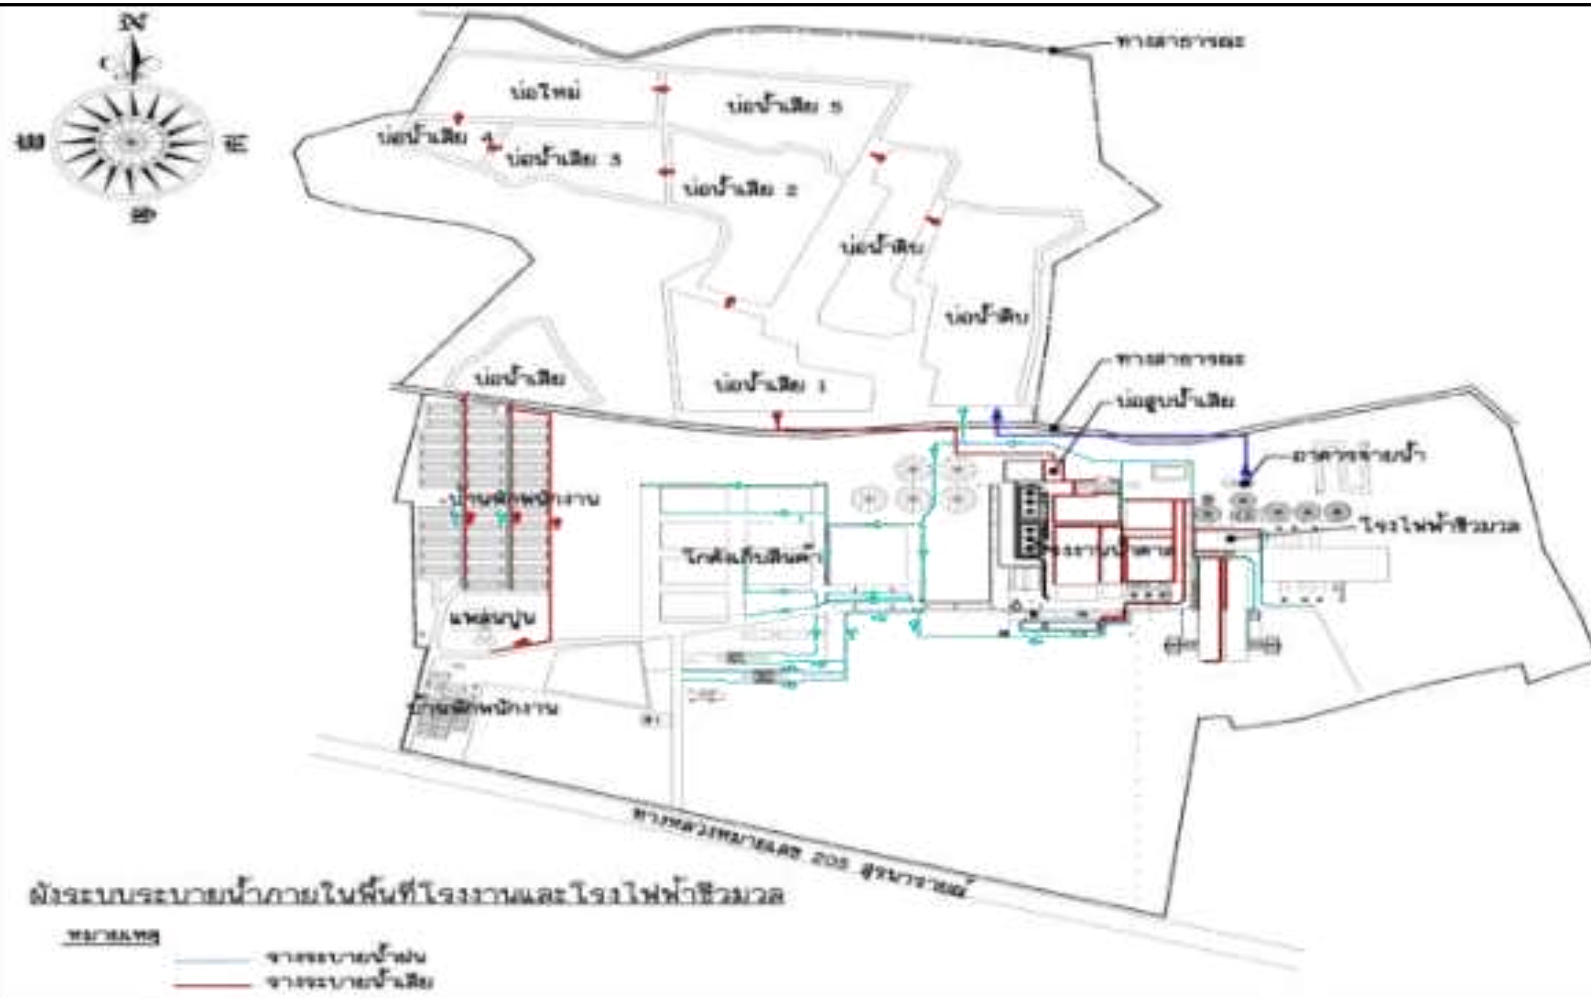 N
ทางสาธารณะ
บ่อใหม่
บ่อน้ำเสีย 5
บ่อน้ำเสีย 4
บ่อน้ำเสีย 3
บ่อน้ำเสีย 2
บ่อน้ำดิบ
บ่อน้ำดิบ
ทางสาธารณะ
บ่อน้ำเสีย
บ่อน้ำเสีย 1
บ่อสูบน้ำเสีย
อาคารจ่ายน้ำ
บ้านพักพนักงาน
โรงไฟฟ้าชีวมวล
โกดังเก็บสินค้า
โรงงานน้ำตาล
บ้านพักพนักงาน
ทางหลวงหมายเลข 205 สุรนารายณ์
ผังระบบระบายน้ำภายในพื้นที่โรงงานและโรงไฟฟ้าชีวมวล
หมายเหตุ
รางระบายน้ำฝน
รางระบายน้ำเสีย